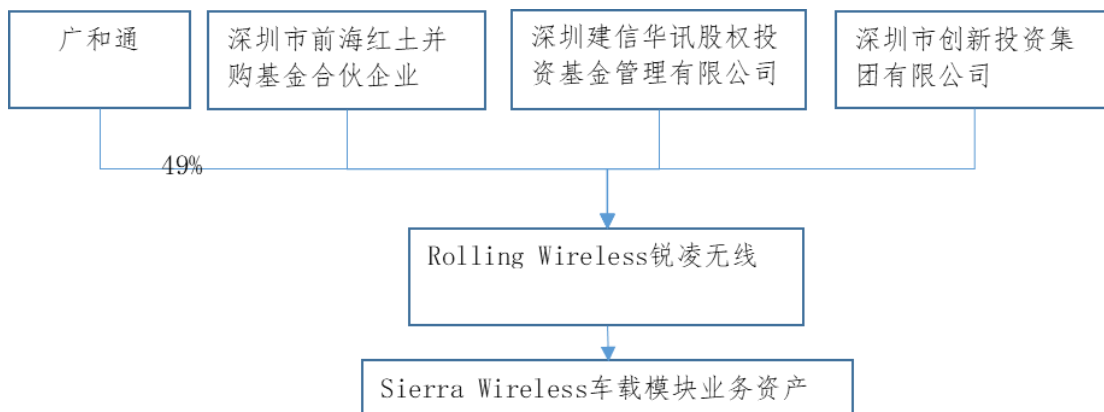 广和通
深圳市前海红土并
购基金合伙企业
深圳建信华讯股权投
资基金管理有限公司
深圳市创新投资集
团有限公司
49%
Rolling Wireless锐凌无线
Sierra Wireless车载模块业务资产